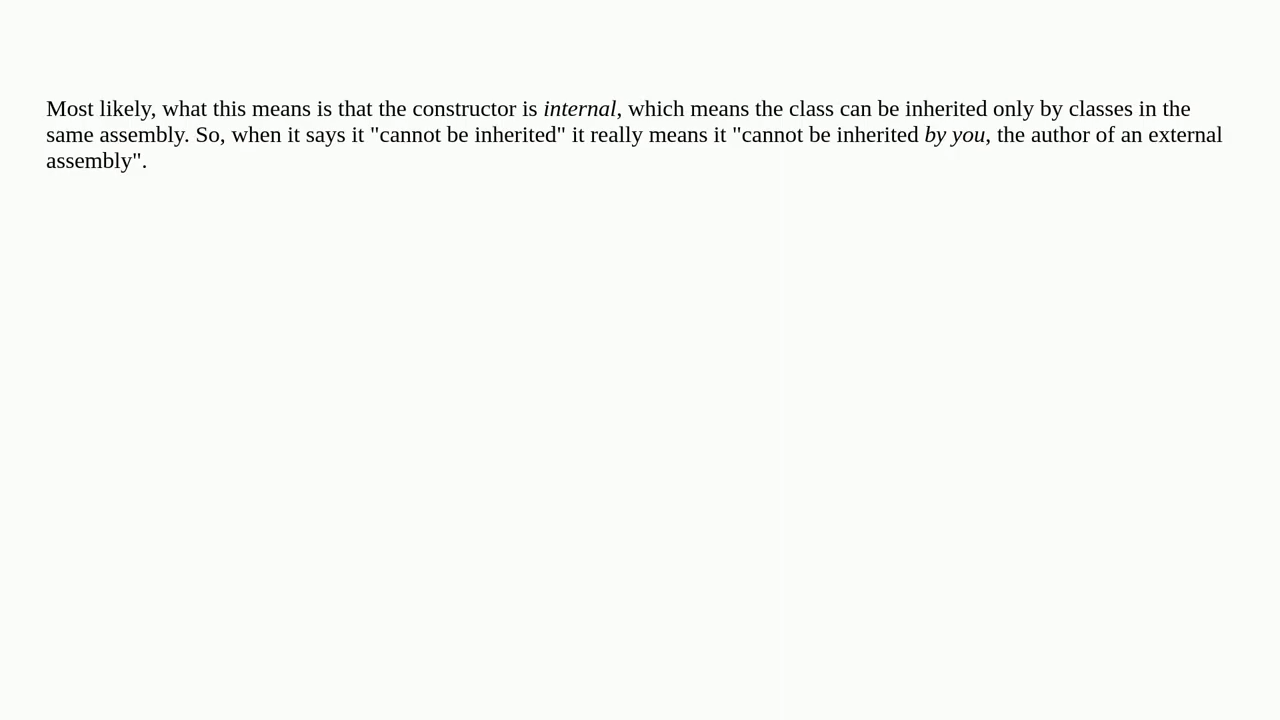 Most likely, what this means is that the constructor is internal, which means the class can be inherited only by classes in the
same assembly. So, when it says it "cannot be inherited" it really means it "cannot be inherited by you, the author of an external
assembly".